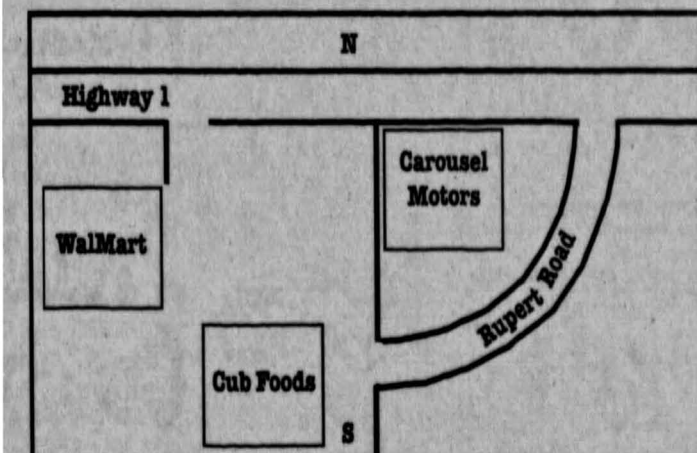 N
Highway 1
Carousel
Motors
WalMart
Rupert Road
Cub Foods
S